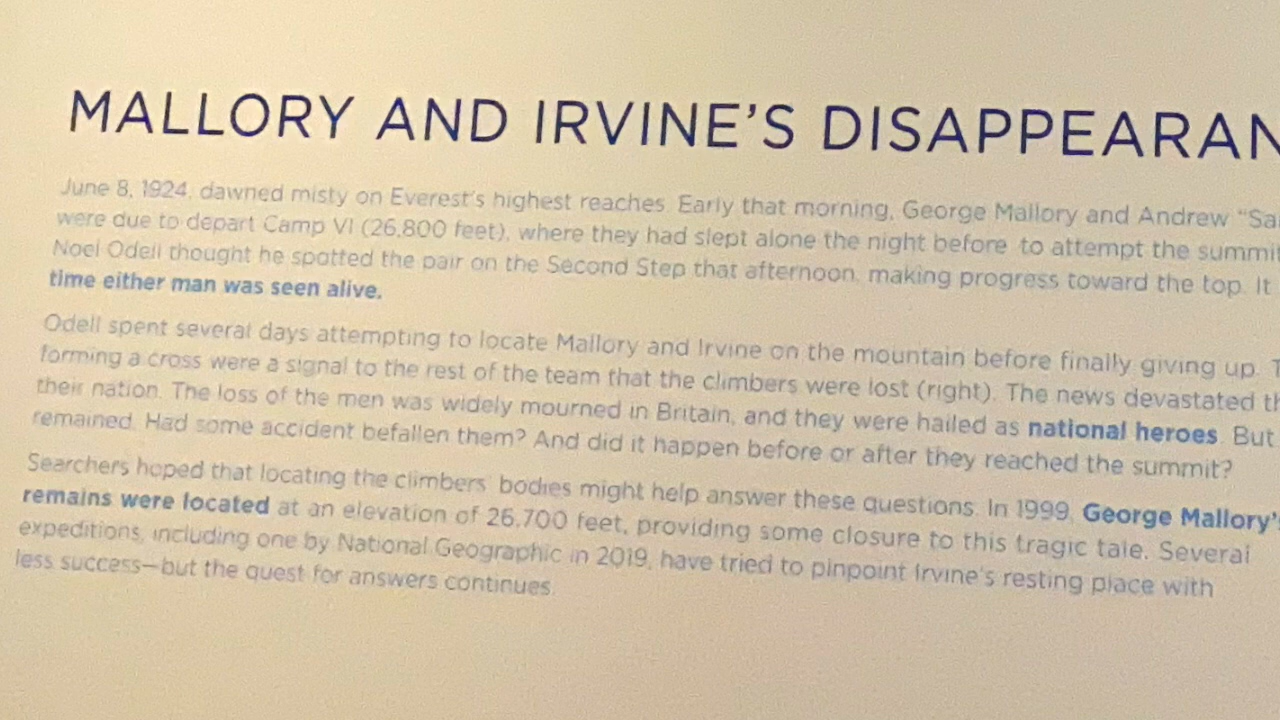 MALLORY AND IRVINE'S DISAPPEARAN
June 8, 1924, dawned misty on Everest's highest reaches. Early that morning, George Mallory and Andrew "Sa
were due to depart Camp VI (26,800 feet), where they had slept alone the night before to attempt the summit
Noel Odell thought he spotted the pair on the Second Step that afternoon, making progress toward the top. It
time either man was seen alive.
Odell spent several days attempting to locate Mallory and Irvine on the mountain before finally giving up. T
forming a cross were a signal to the rest of the team that the climbers were lost (right). The news devastated th
their nation. The loss of the men was widely mourned in Britain, and they were hailed as national heroes. But
remained. Had some accident befallen them? And did it happen before or after they reached the summit?
Searchers hoped that locating the climbers' bodies might help answer these questions. In 1999, George Mallory's
remains were located at an elevation of 26,700 feet, providing some closure to this tragic tale. Several
expeditions, including one by National Geographic in 2019, have tried to pinpoint Irvine's resting place with
less success—but the quest for answers continues.